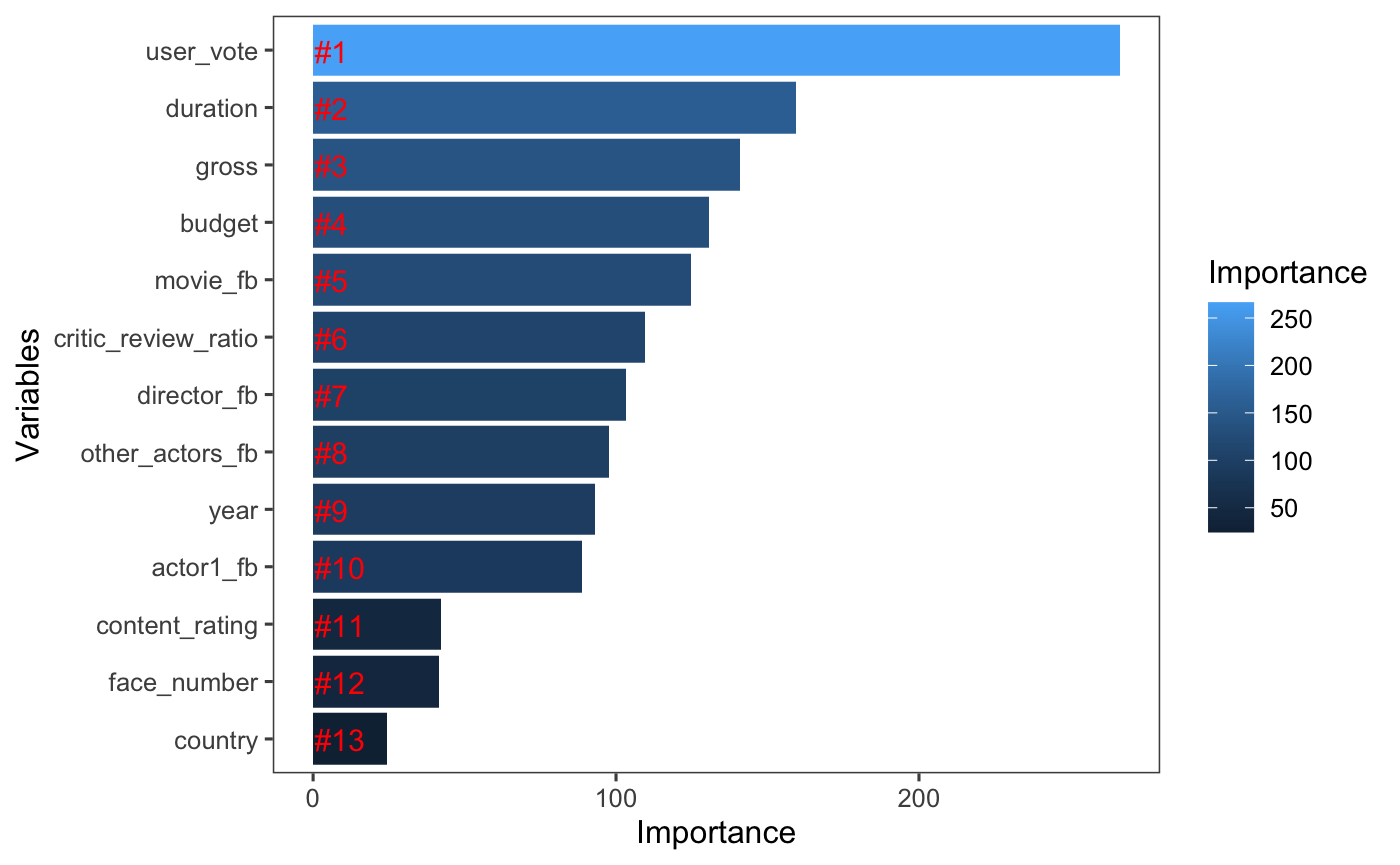 user_vote #1
duration #2
gross #3
budget #4
movie_fb #5
critic_review_ratio #6
director_fb #7
other_actors_fb #8
year #9
actor1_fb #10
content_rating #11
face_number #12
country #13
0 100 200
Importance
Variables
Importance
250
200
150
100
50